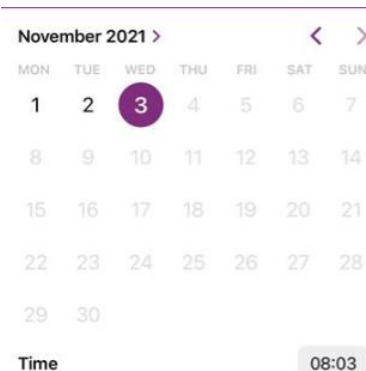 November 2021 >
MON TUE WED THU FRI SAT SUN
1 2 3 4 5 6 7
8 9 10 11 12 13 14
15 16 17 18 19 20 21
22 23 24 25 26 27 28
29 30
Time 08:03